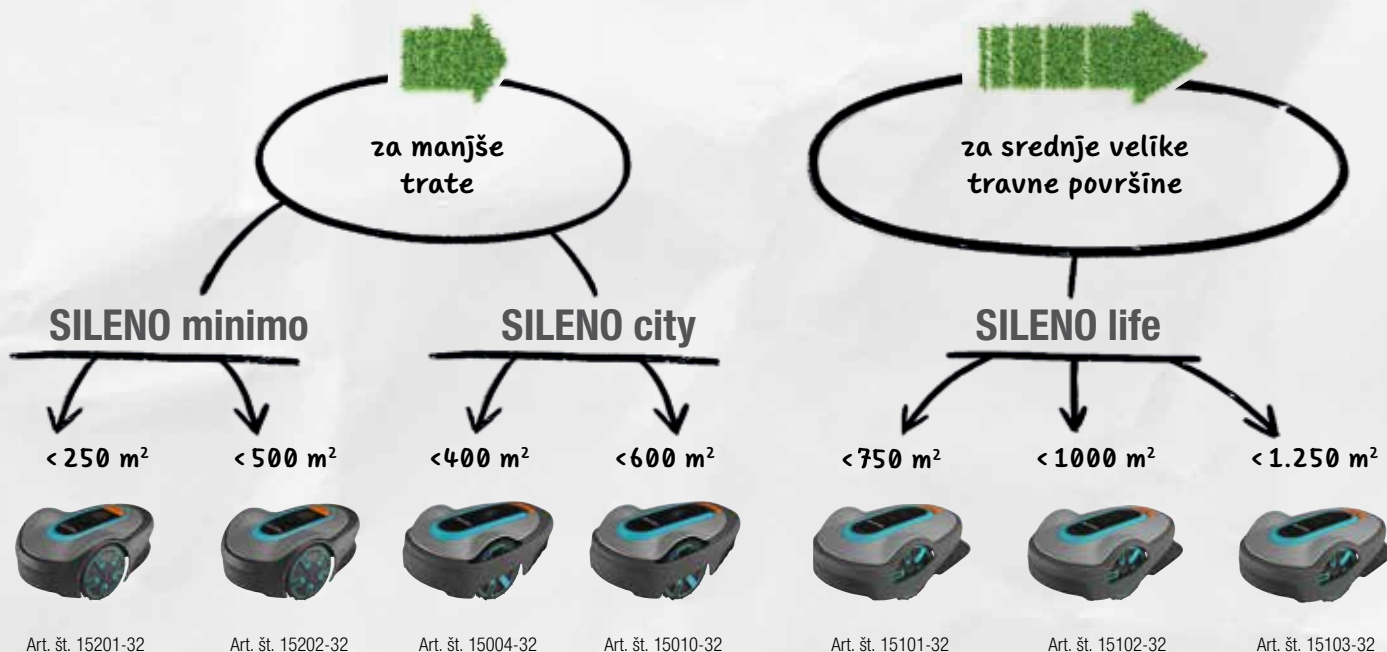 za manjše
trate
za srednje velike
travne površine
SILENO minimo
SILENO city
SILENO life
<250 m²
<500 m²
<400 m²
<600 m²
<750 m²
<1000 m²
<1.250 m²
Art. št. 15201-32
Art. št. 15202-32
Art. št. 15004-32
Art. št. 15010-32
Art. št. 15101-32
Art. št. 15102-32
Art. št. 15103-32